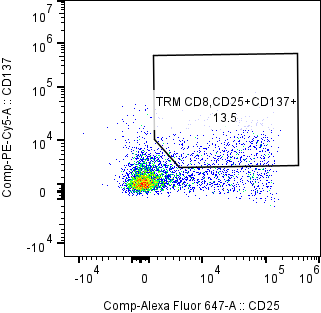 10^7
10^6
10^5
10^4
0
-10^4
Comp-PE-Cy5-A :: CD137
TRM CD8,CD25+CD137+
13.5
-10^4 0 10^4 10^5 10^6
Comp-Alexa Fluor 647-A :: CD25